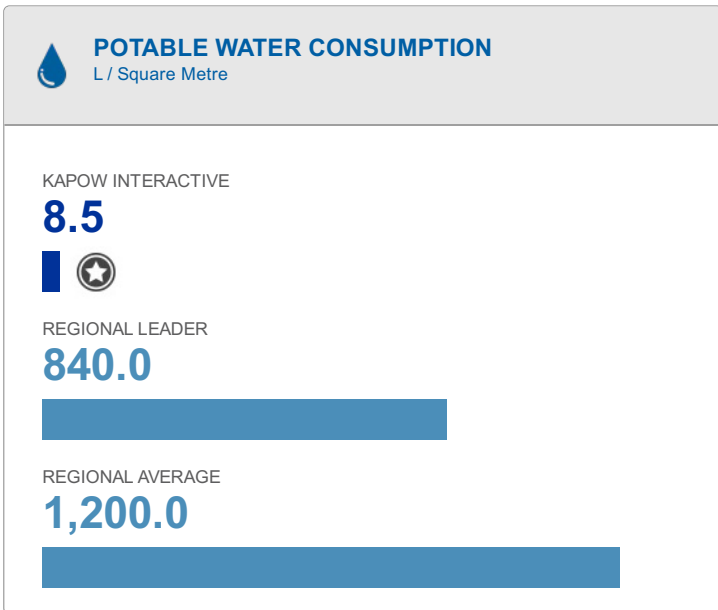 POTABLE WATER CONSUMPTION
L / Square Metre
KAPOW INTERACTIVE
8.5
REGIONAL LEADER
840.0
REGIONAL AVERAGE
1,200.0